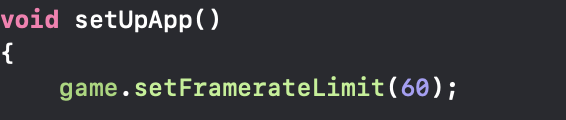 void setUpApp()
{
    game.setFramerateLimit(60);